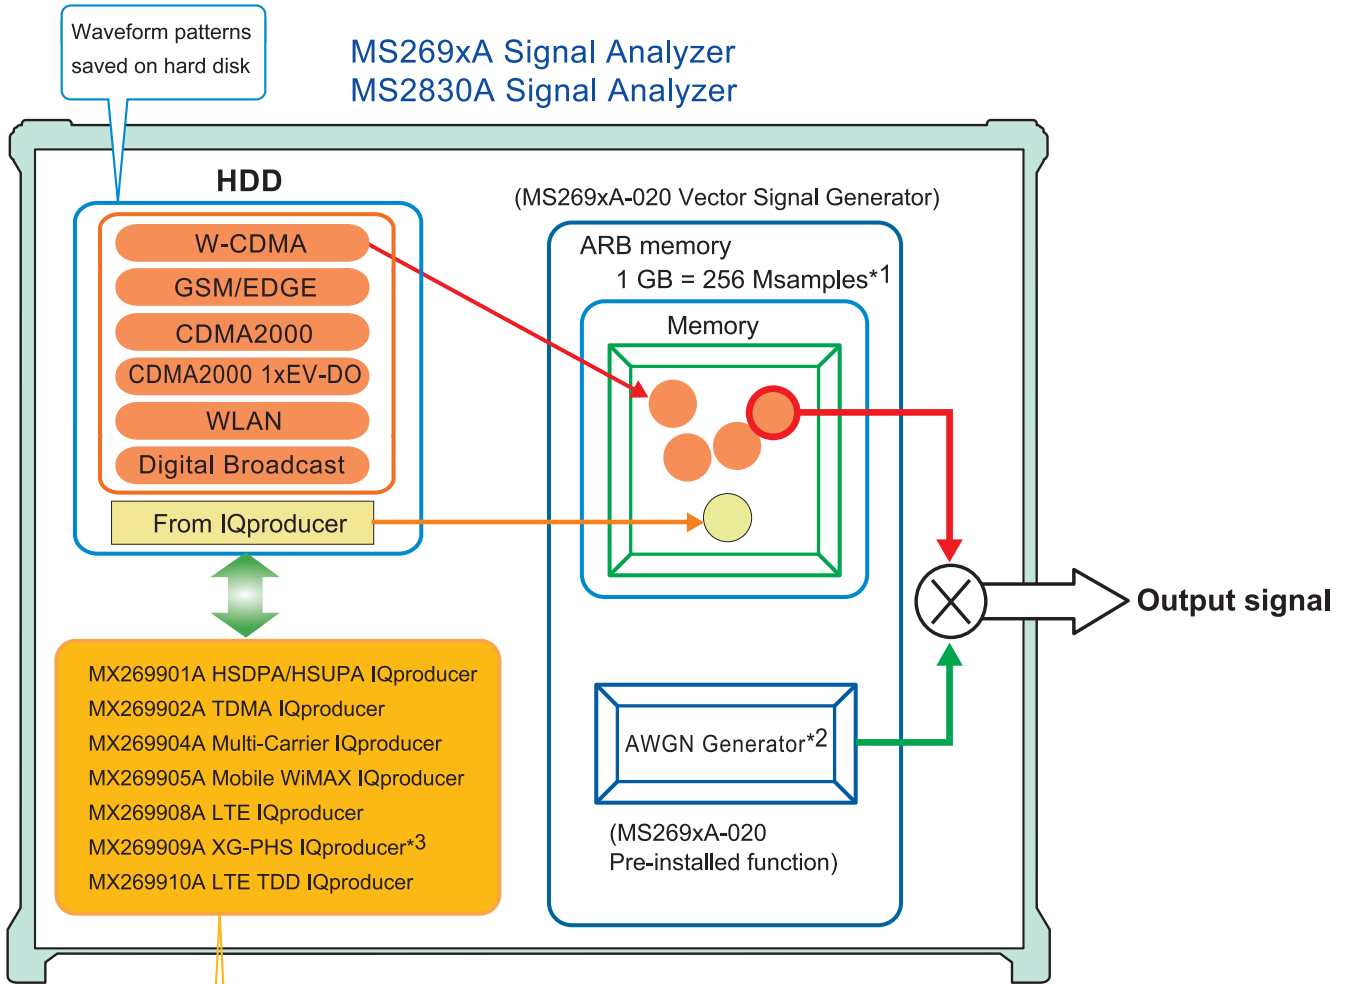 Waveform patterns
saved on hard disk
MS269xA Signal Analyzer
MS2830A Signal Analyzer
HDD
W-CDMA
GSM/EDGE
CDMA2000
CDMA2000 1xEV-DO
WLAN
Digital Broadcast
From IQproducer
MX269901A HSDPA/HSUPA IQproducer
MX269902A TDMA IQproducer
MX269904A Multi-Carrier IQproducer
MX269905A Mobile WiMAX IQproducer
MX269908A LTE IQproducer
MX269909A XG-PHS IQproducer*3
MX269910A LTE TDD IQproducer
(MS269xA-020 Vector Signal Generator)
ARB memory
1 GB = 256 Msamples*1
Memory
AWGN Generator*2
(MS269xA-020
Pre-installed function)
Output signal